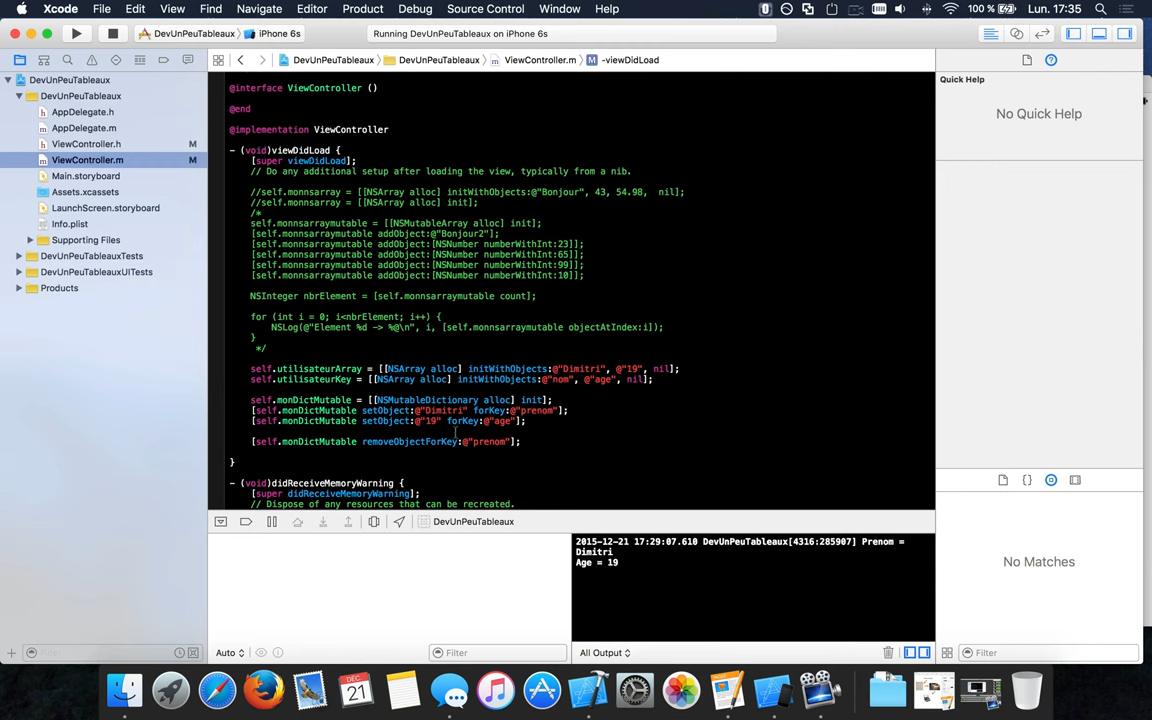 Xcode File Edit View Find Navigate Editor Product Debug Source Control Window Help 100 % Lun. 17:35
DevUnPeuTableaux iPhone 6s Running DevUnPeuTableaux on iPhone 6s
DevUnPeuTableaux DevUnPeuTableaux ViewController.m M -viewDidLoad
DevUnPeuTableaux
DevUnPeuTableaux
AppDelegate.h
AppDelegate.m
ViewController.h M
ViewController.m M
Main.storyboard
Assets.xcassets
LaunchScreen.storyboard
Info.plist
Supporting Files
DevUnPeuTableauxTests
DevUnPeuTableauxUITests
Products
@interface ViewController ()
@end
@implementation ViewController
- (void)viewDidLoad {
[super viewDidLoad];
// Do any additional setup after loading the view, typically from a nib.
//self.monnsarray = [[NSArray alloc] initWithObjects:@"Bonjour", 43, 54.98, nil];
//self.monnsarray = [[NSArray alloc] init];
/*
self.monnsarraymutable = [[NSMutableArray alloc] init];
[self.monnsarraymutable addObject:@"Bonjour2"];
[self.monnsarraymutable addObject:[NSNumber numberWithInt:23]];
[self.monnsarraymutable addObject:[NSNumber numberWithInt:65]];
[self.monnsarraymutable addObject:[NSNumber numberWithInt:99]];
[self.monnsarraymutable addObject:[NSNumber numberWithInt:10]];
NSInteger nbrElement = [self.monnsarraymutable count];
for (int i = 0; i<nbrElement; i++) {
NSLog(@"Element %d -> %@\n", i, [self.monnsarraymutable objectAtIndex:i]);
}
*/
self.utilisateurArray = [[NSArray alloc] initWithObjects:@"Dimitri", @"19", nil];
self.utilisateurKey = [[NSArray alloc] initWithObjects:@"nom", @"age", nil];
self.monDictMutable = [[NSMutableDictionary alloc] init];
[self.monDictMutable setObject:@"Dimitri" forKey:@"prenom"];
[self.monDictMutable setObject:@"19" forKey:@"age"];
[self.monDictMutable removeObjectForKey:@"prenom"];
}
- (void)didReceiveMemoryWarning {
[super didReceiveMemoryWarning];
// Dispose of any resources that can be recreated.
DevUnPeuTableaux
2015-12-21 17:29:07.610 DevUnPeuTableaux[4316:285907] Prenom =
Dimitri
Age = 19
Filter
Auto
Filter
All Output
Filter
Quick Help
No Quick Help
No Matches
DEC
21